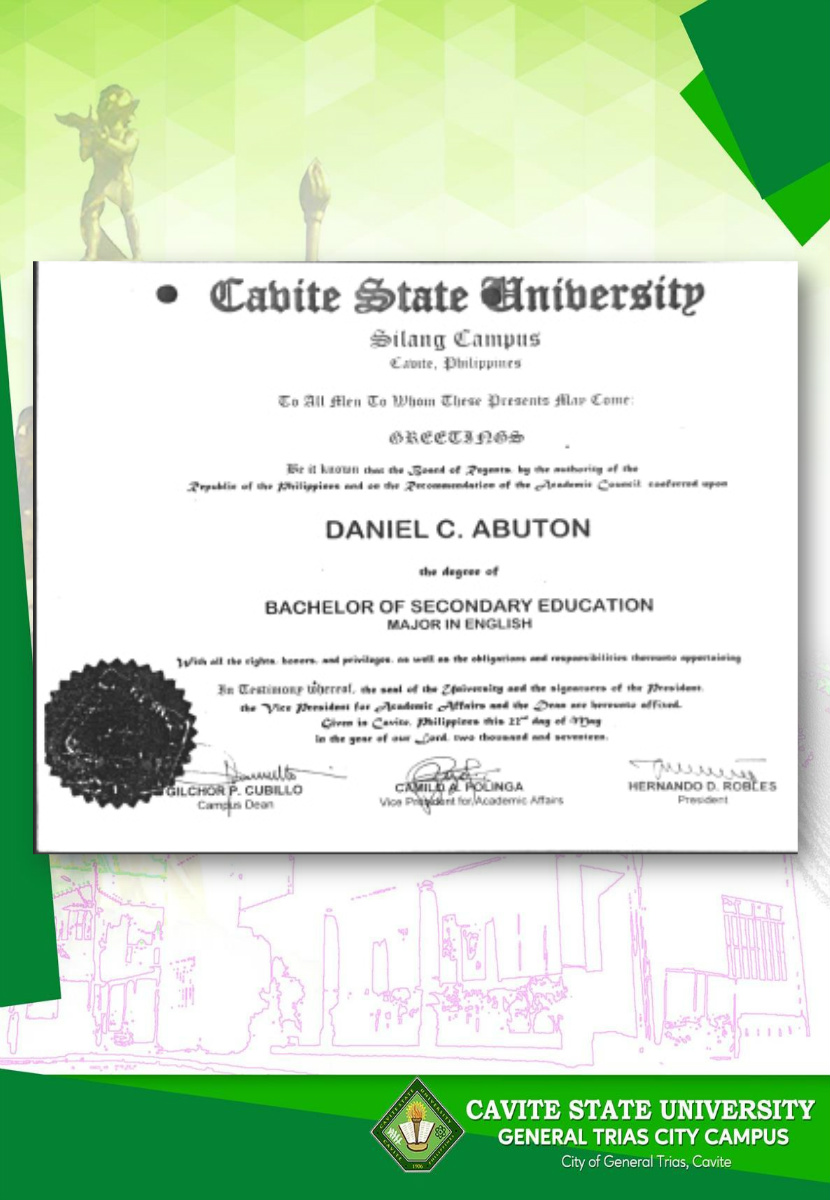 Cavite State University
Silang Campus
Cavite, Philippines
To All Men To Whom These Presents May Come:
GREETINGS
Be it known that the Board of Regents, by the authority of the
Republic of the Philippines and on the Recommendation of the Academic Council, conferred upon
DANIEL C. ABUTON
the degree of
BACHELOR OF SECONDARY EDUCATION
MAJOR IN ENGLISH
With all the rights, honors, and privileges, as well as the obligations and responsibilities thereunto appertaining
In Testimony Whereof, the seal of the University and the signatures of the President,
the Vice President for Academic Affairs and the Dean are hereunto affixed.
Given in Cavite, Philippines this 22nd day of May
in the year of our Lord, two thousand and seventeen.
GILCHOR P. CUBILLO
Campus Dean
CAMILO A. POLINGA
Vice President for Academic Affairs
HERNANDO D. ROBLES
President
CAVITE STATE UNIVERSITY
GENERAL TRIAS CITY CAMPUS
City of General Trias, Cavite
CAVITE STATE UNIVERSITY
CAVITE PHILIPPINES
1906